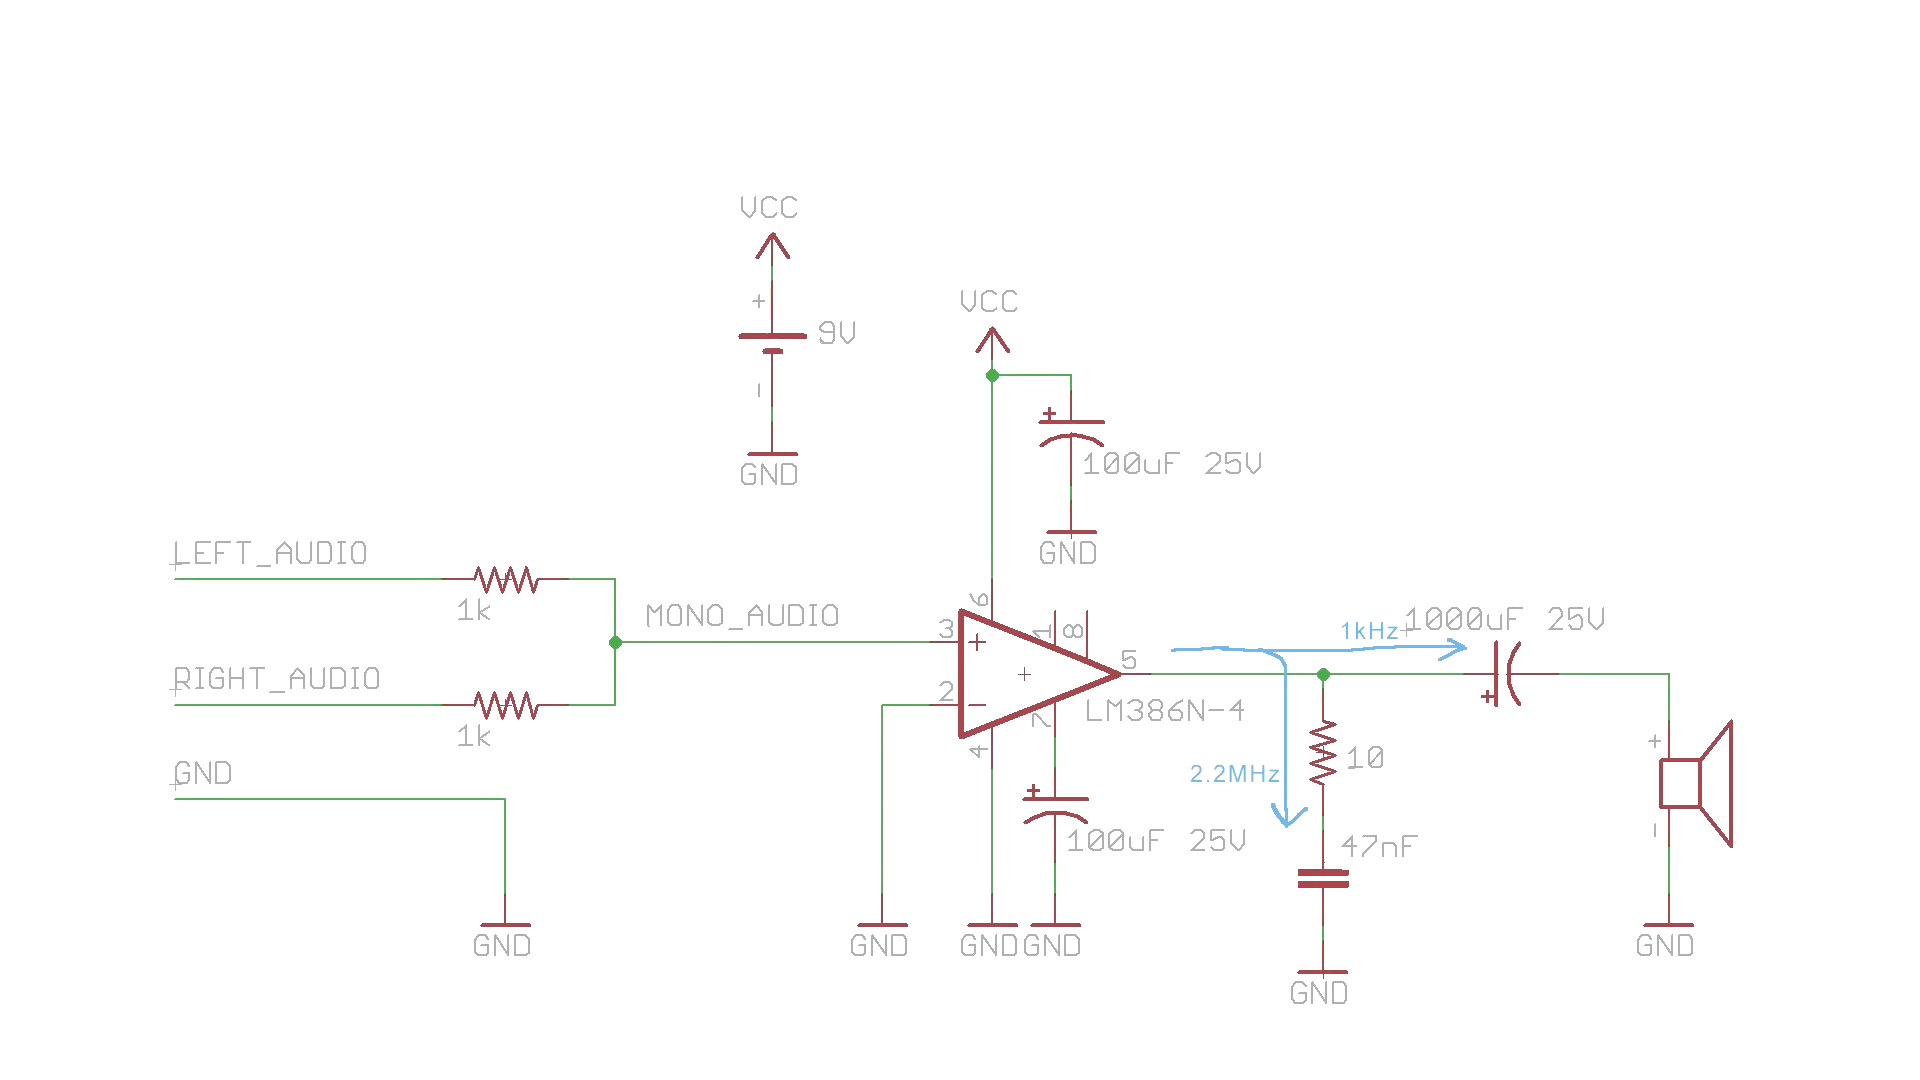 VCC
+
9V
-
GND
VCC
+
100uF 25V
GND
LEFT_AUDIO
1k
RIGHT_AUDIO
1k
GND
GND
MONO_AUDIO
6
3
+
1
8
2
-
4
7
5
LM386N-4
GND
GND
+
100uF 25V
GND
1kHz
2.2MHz
10
47nF
GND
1000uF 25V
+
+
-
GND